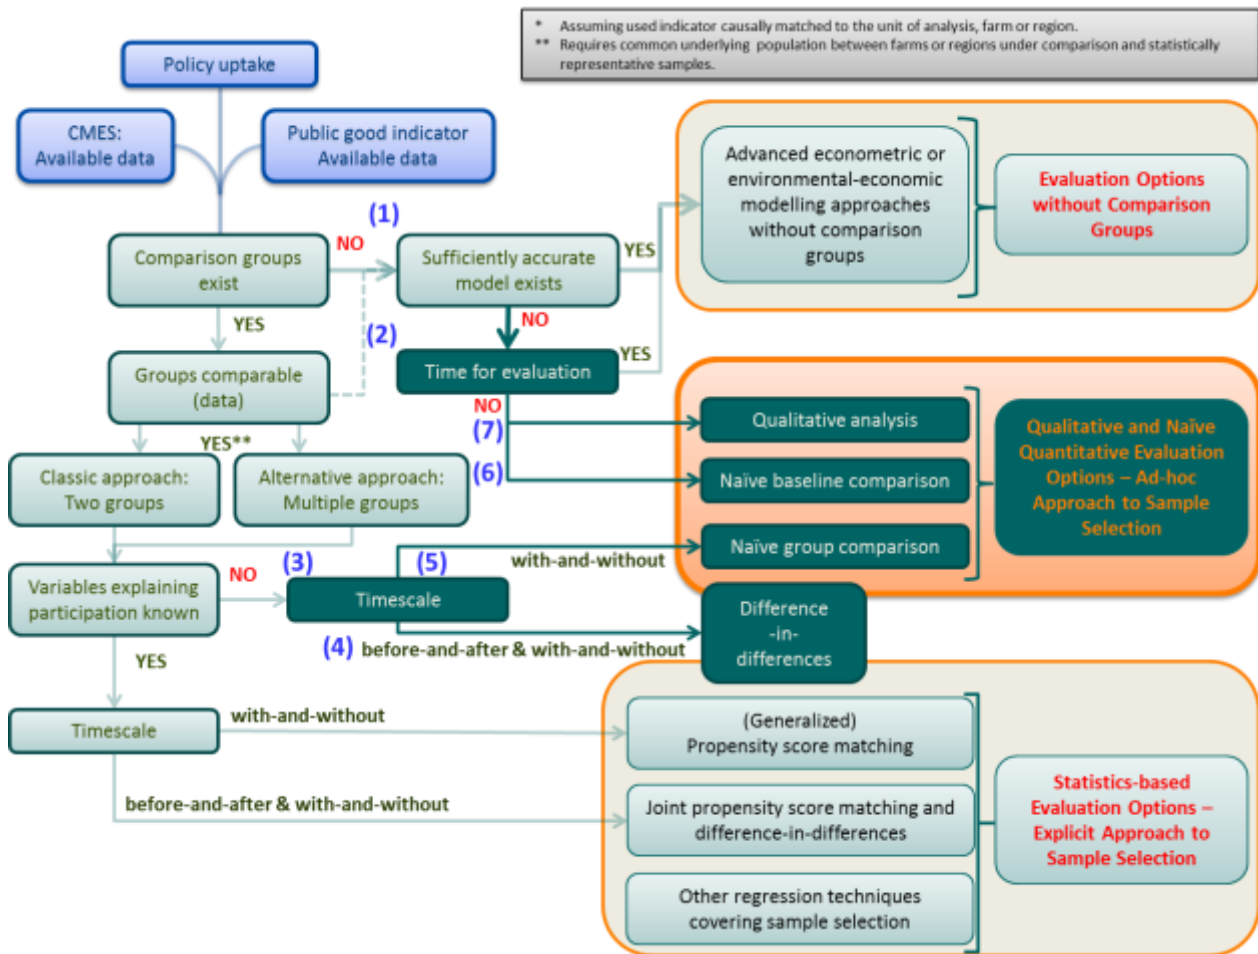 * Assuming used indicator causally matched to the unit of analysis, farm or region.
** Requires common underlying population between farms or regions under comparison and statistically
representative samples.
Policy uptake
CMES:
Available data
Public good indicator
Available data
Advanced econometric or
environmental-economic
modelling approaches
without comparison
groups
Evaluation Options
without Comparison
Groups
(1)
NO
Comparison groups
exist
Sufficiently accurate
model exists
YES
YES
(2)
NO
Groups comparable
(data)
Time for evaluation
YES
NO
(7)
(6)
Qualitative analysis
Naïve baseline comparison
Naïve group comparison
Qualitative and Naïve
Quantitative Evaluation
Options – Ad-hoc
Approach to Sample
Selection
YES**
Classic approach:
Two groups
Alternative approach:
Multiple groups
Variables explaining
participation known
NO
(3)
(5)
with-and-without
Timescale
(4)
before-and-after & with-and-without
Difference
-in-
differences
YES
Timescale
with-and-without
before-and-after & with-and-without
(Generalized)
Propensity score matching
Joint propensity score matching and
difference-in-differences
Other regression techniques
covering sample selection
Statistics-based
Evaluation Options –
Explicit Approach to
Sample Selection